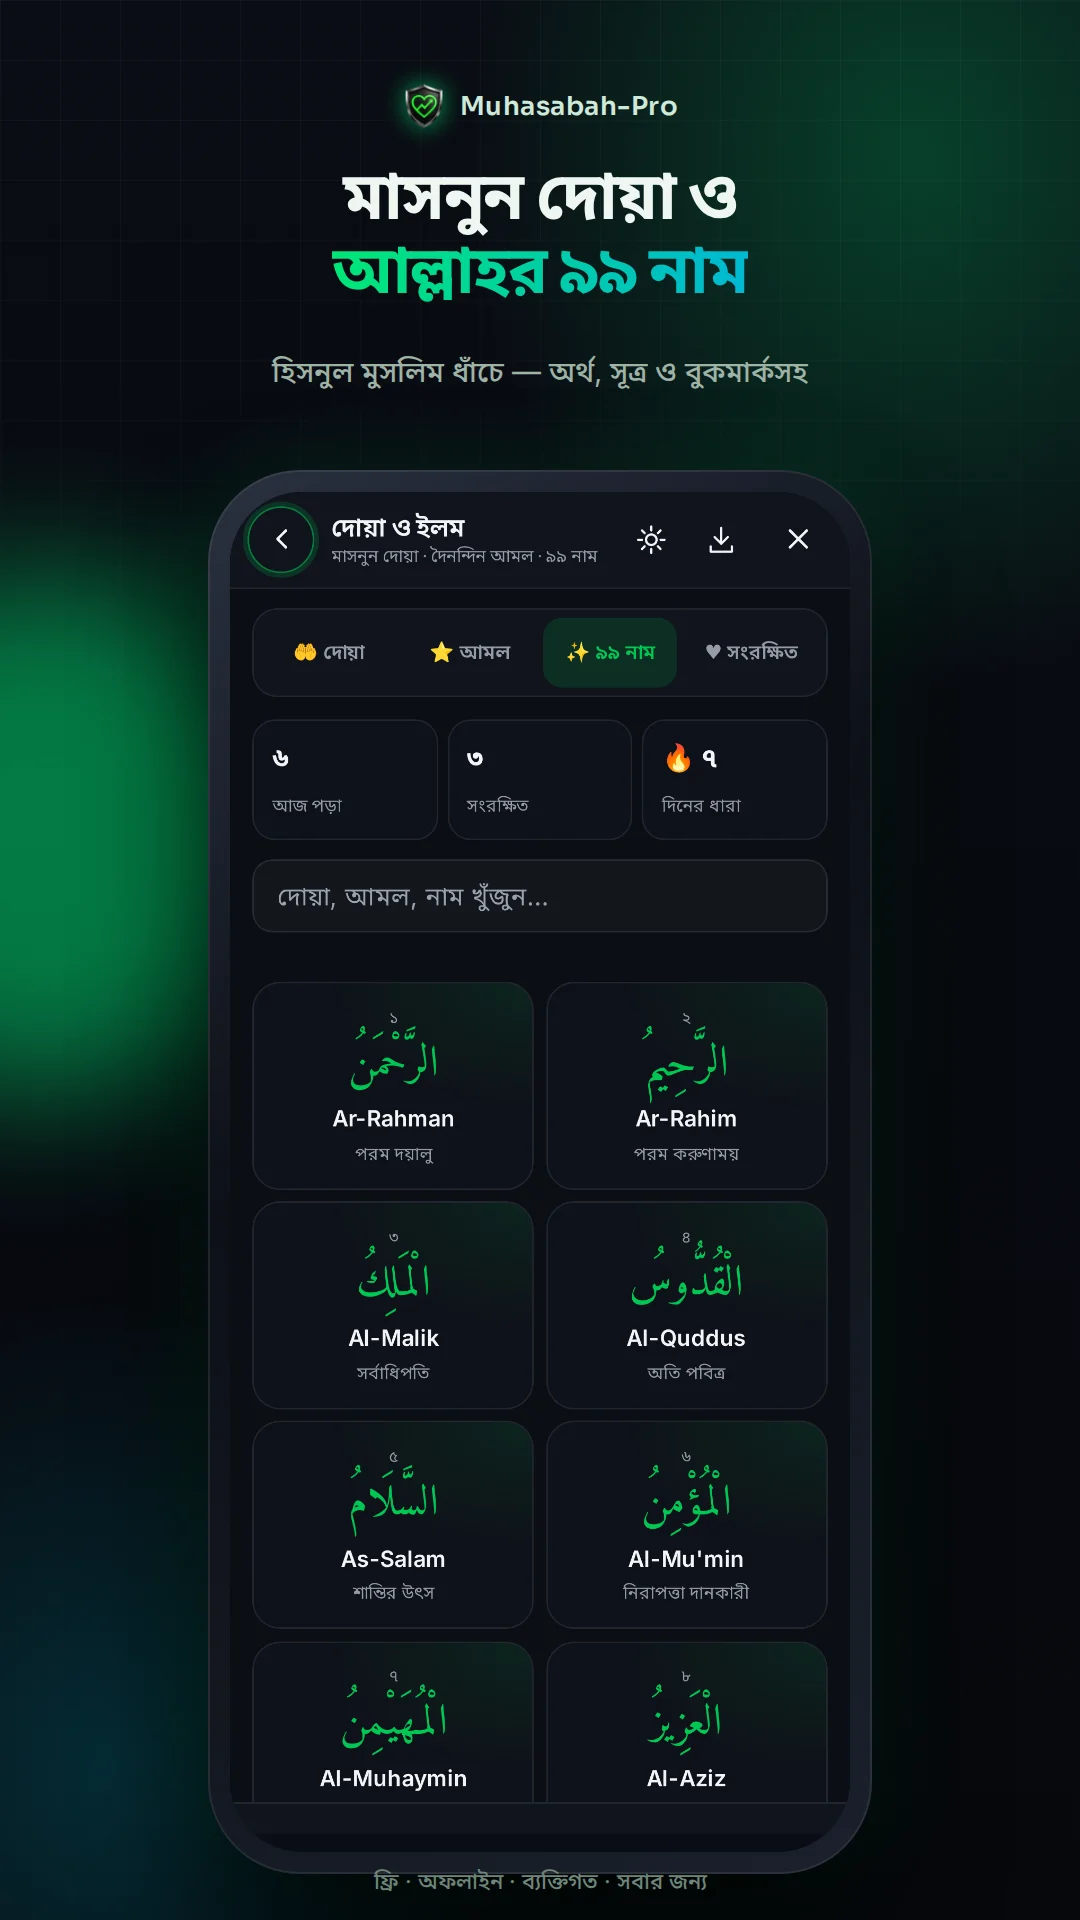 Muhasabah-Pro
মাসনুন দোয়া ও
আল্লাহর ৯৯ নাম
হিসনুল মুসলিম ধাঁচে — অর্থ, সূত্র ও বুকমার্কসহ
দোয়া ও ইলম
মাসনুন দোয়া · দৈনন্দিন আমল · ৯৯ নাম
🤲 দোয়া
⭐ আমল
✨ ৯৯ নাম
♥ সংরক্ষিত
৬
আজ পড়া
৩
সংরক্ষিত
🔥 ৭
দিনের ধারা
দোয়া, আমল, নাম খুঁজুন...
১
الرَّحْمَنُ
Ar-Rahman
পরম দয়ালু
২
الرَّحِيمُ
Ar-Rahim
পরম করুণাময়
৩
الْمَلِكُ
Al-Malik
সর্বাধিপতি
৪
الْقُدُّوسُ
Al-Quddus
অতি পবিত্র
৫
السَّلَامُ
As-Salam
শান্তির উৎস
৬
الْمُؤْمِنُ
Al-Mu'min
নিরাপত্তা দানকারী
৭
الْمُهَيْمِنُ
Al-Muhaymin
৮
الْعَزِيزُ
Al-Aziz
ফ্রি · অফলাইন · ব্যক্তিগত · সবার জন্য